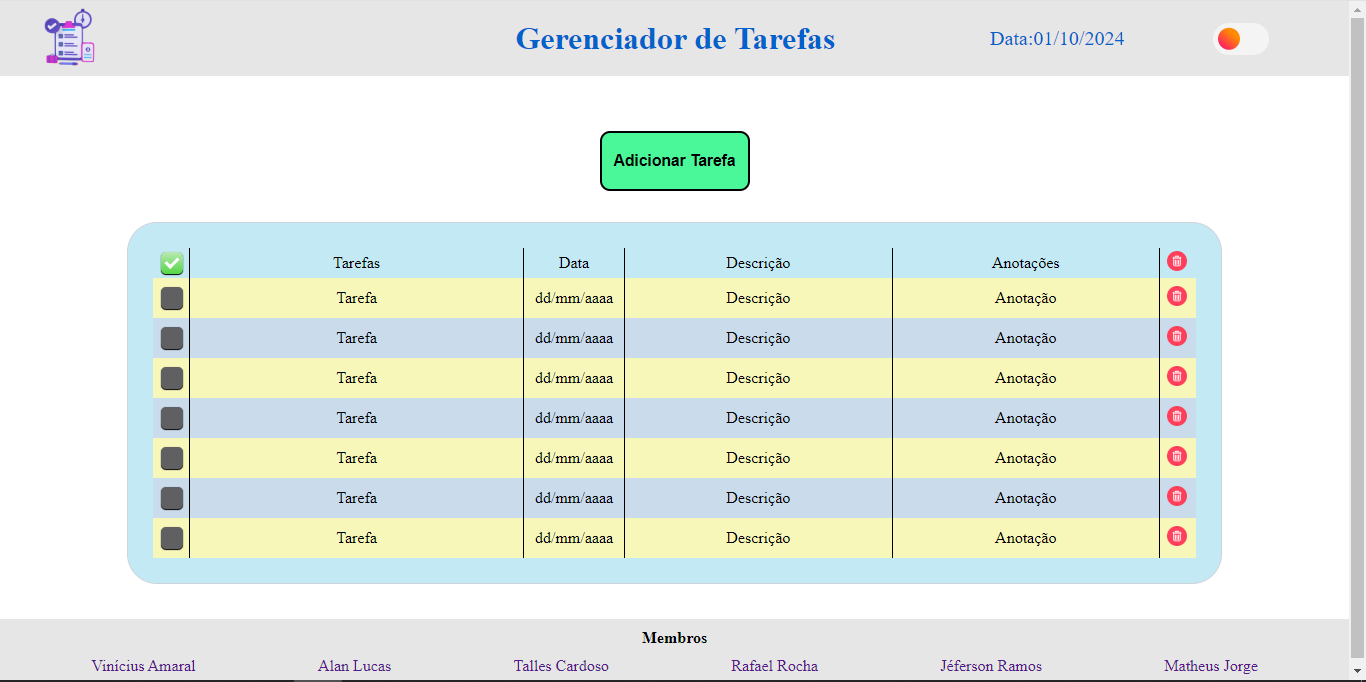 Gerenciador de Tarefas Data:01/10/2024
Adicionar Tarefa
Tarefas Data Descrição Anotações
Tarefa dd/mm/aaaa Descrição Anotação
Tarefa dd/mm/aaaa Descrição Anotação
Tarefa dd/mm/aaaa Descrição Anotação
Tarefa dd/mm/aaaa Descrição Anotação
Tarefa dd/mm/aaaa Descrição Anotação
Tarefa dd/mm/aaaa Descrição Anotação
Tarefa dd/mm/aaaa Descrição Anotação
Membros
Vinícius Amaral Alan Lucas Talles Cardoso Rafael Rocha Jéferson Ramos Matheus Jorge